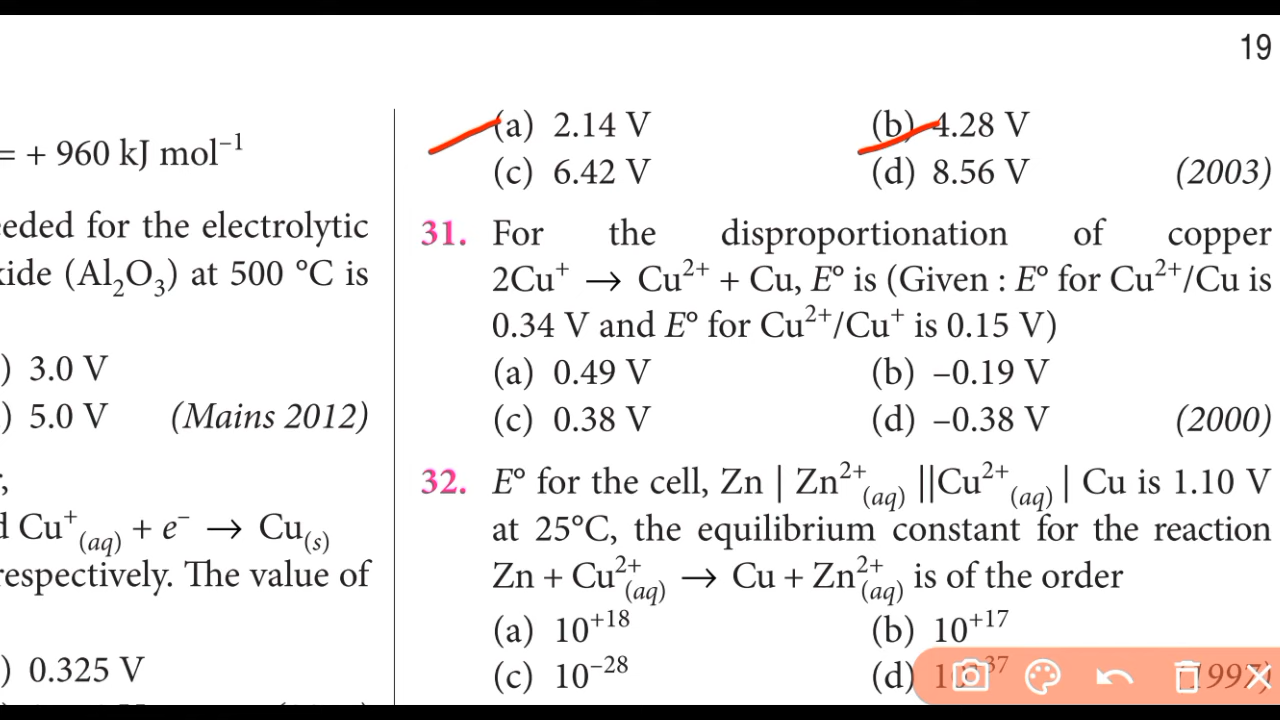 19
= + 960 kJ mol⁻¹
eeded for the electrolytic
xide (Al₂O₃) at 500 °C is
) 3.0 V
) 5.0 V (Mains 2012)
,
d Cu⁺(aq) + e⁻ → Cu(s)
respectively. The value of
) 0.325 V
(a) 2.14 V (b) 4.28 V
(c) 6.42 V (d) 8.56 V (2003)
31. For the disproportionation of copper
2Cu⁺ → Cu²⁺ + Cu, E° is (Given : E° for Cu²⁺/Cu is
0.34 V and E° for Cu²⁺/Cu⁺ is 0.15 V)
(a) 0.49 V (b) –0.19 V
(c) 0.38 V (d) –0.38 V (2000)
32. E° for the cell, Zn | Zn²⁺(aq) ||Cu²⁺(aq) | Cu is 1.10 V
at 25°C, the equilibrium constant for the reaction
Zn + Cu²⁺(aq) → Cu + Zn²⁺(aq) is of the order
(a) 10⁺¹⁸ (b) 10⁺¹⁷
(c) 10⁻²⁸ (d) (1997)